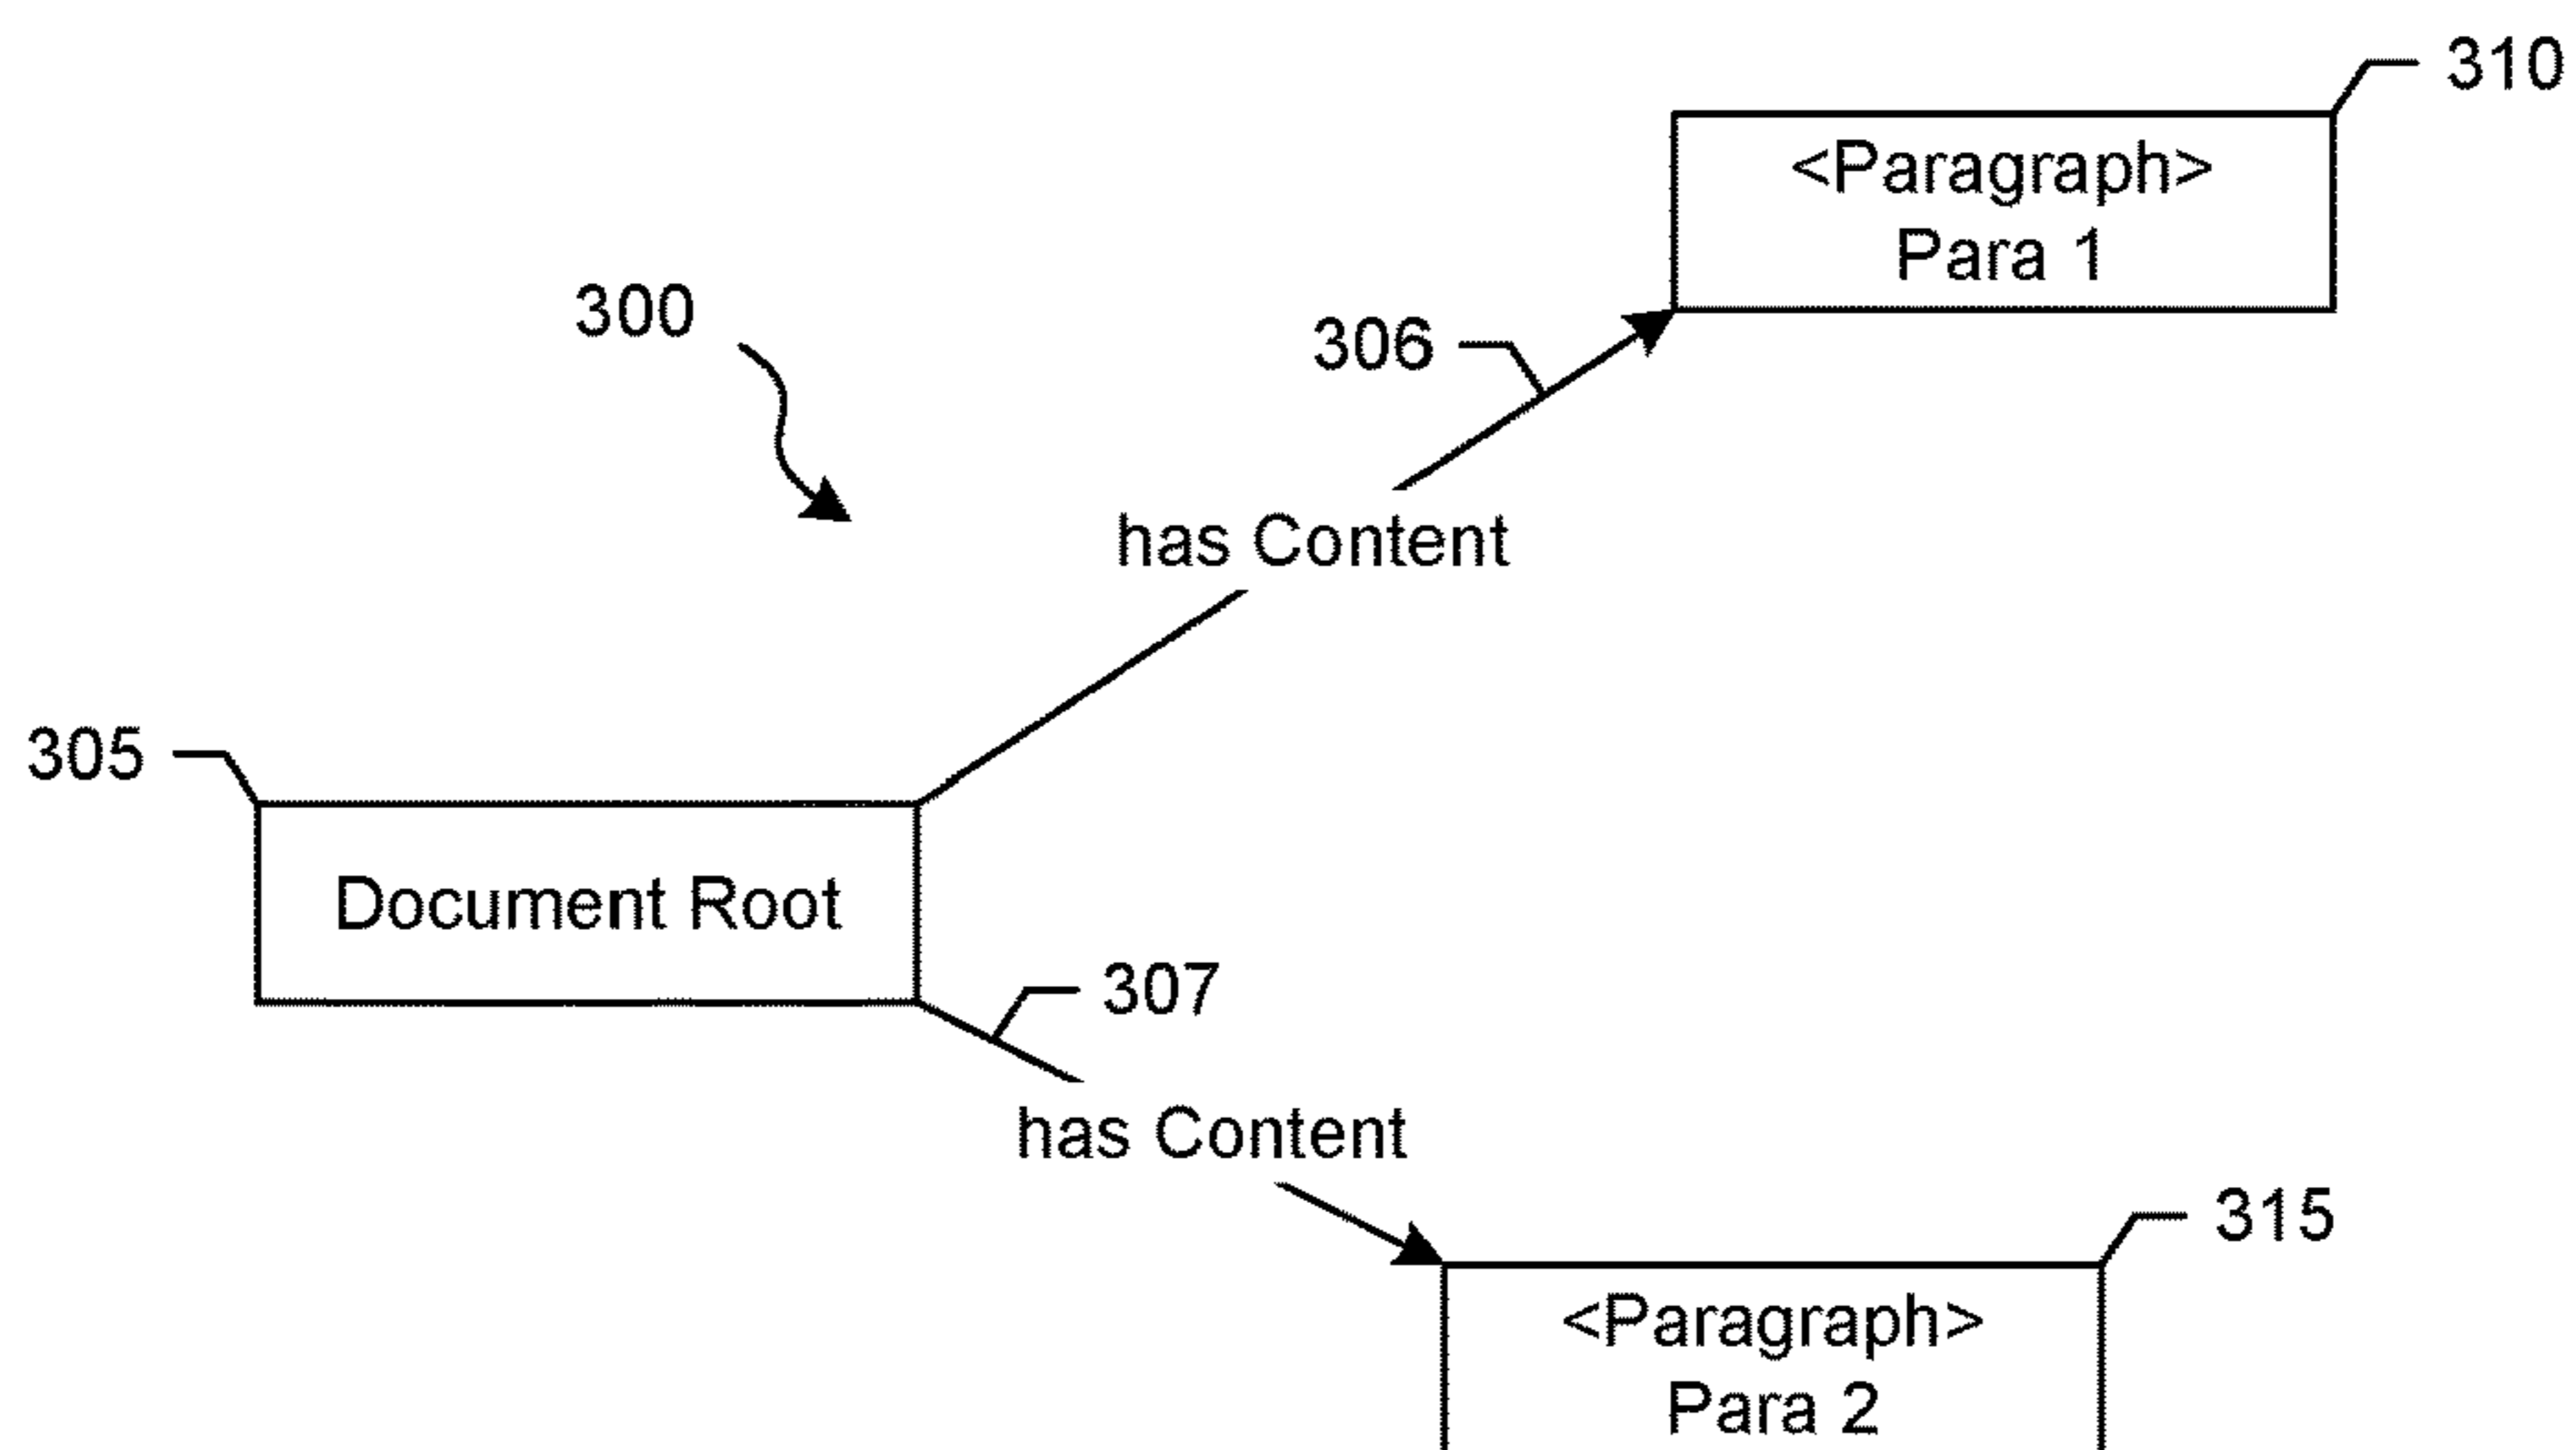 310
<Paragraph>
Para 1
300
306
has Content
305
Document Root
307
has Content
315
<Paragraph>
Para 2